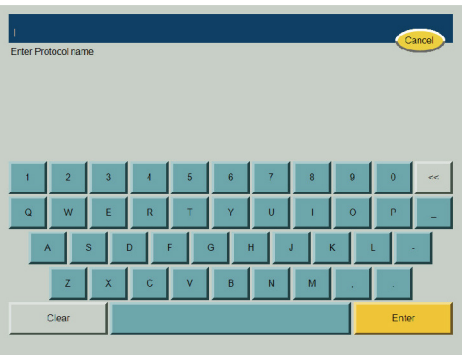 Cancel
Enter Protocol name
1 2 3 4 5 6 7 8 9 0 <<
Q W E R T Y U I O P _
A S D F G H J K L -
Z X C V B N M , .
Clear Enter